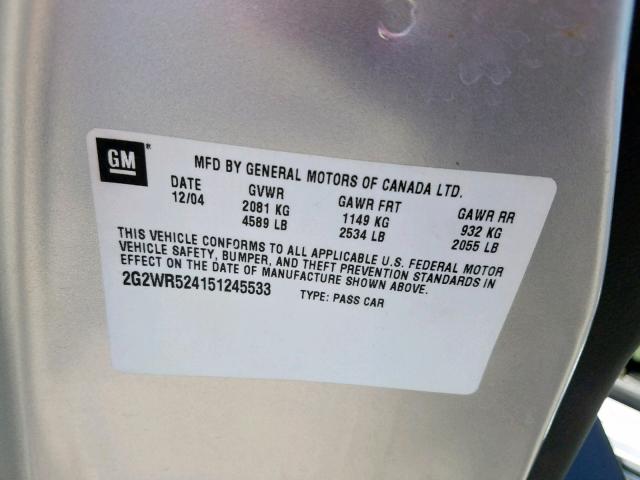 GM®
MFD BY GENERAL MOTORS OF CANADA LTD.
DATE GVWR GAWR FRT GAWR RR
12/04 2081 KG 1149 KG 932 KG
4589 LB 2534 LB 2055 LB
THIS VEHICLE CONFORMS TO ALL APPLICABLE U.S. FEDERAL MOTOR
VEHICLE SAFETY, BUMPER, AND THEFT PREVENTION STANDARDS IN
EFFECT ON THE DATE OF MANUFACTURE SHOWN ABOVE.
2G2WR524151245533 TYPE: PASS CAR